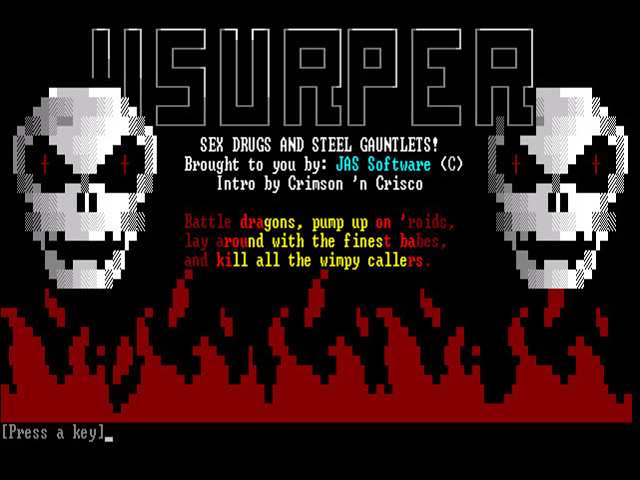 USURPER
SEX DRUGS AND STEEL GAUNTLETS!
Brought to you by: JAS Software (C)
Intro by Crimson 'n Crisco
Battle dragons, pump up on 'roids,
lay around with the finest babes,
and kill all the wimpy callers.
[Press a key]